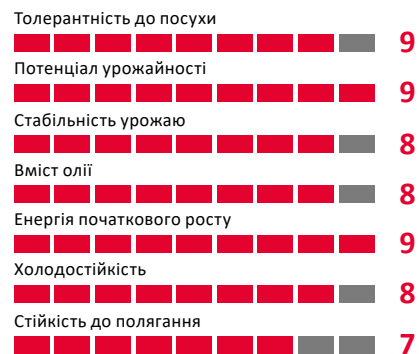 Толерантність до посухи
9
Потенціал урожайності
9
Стабільність урожаю
8
Вміст олії
8
Енергія початкового росту
9
Холодостійкість
8
Стійкість до полягання
7